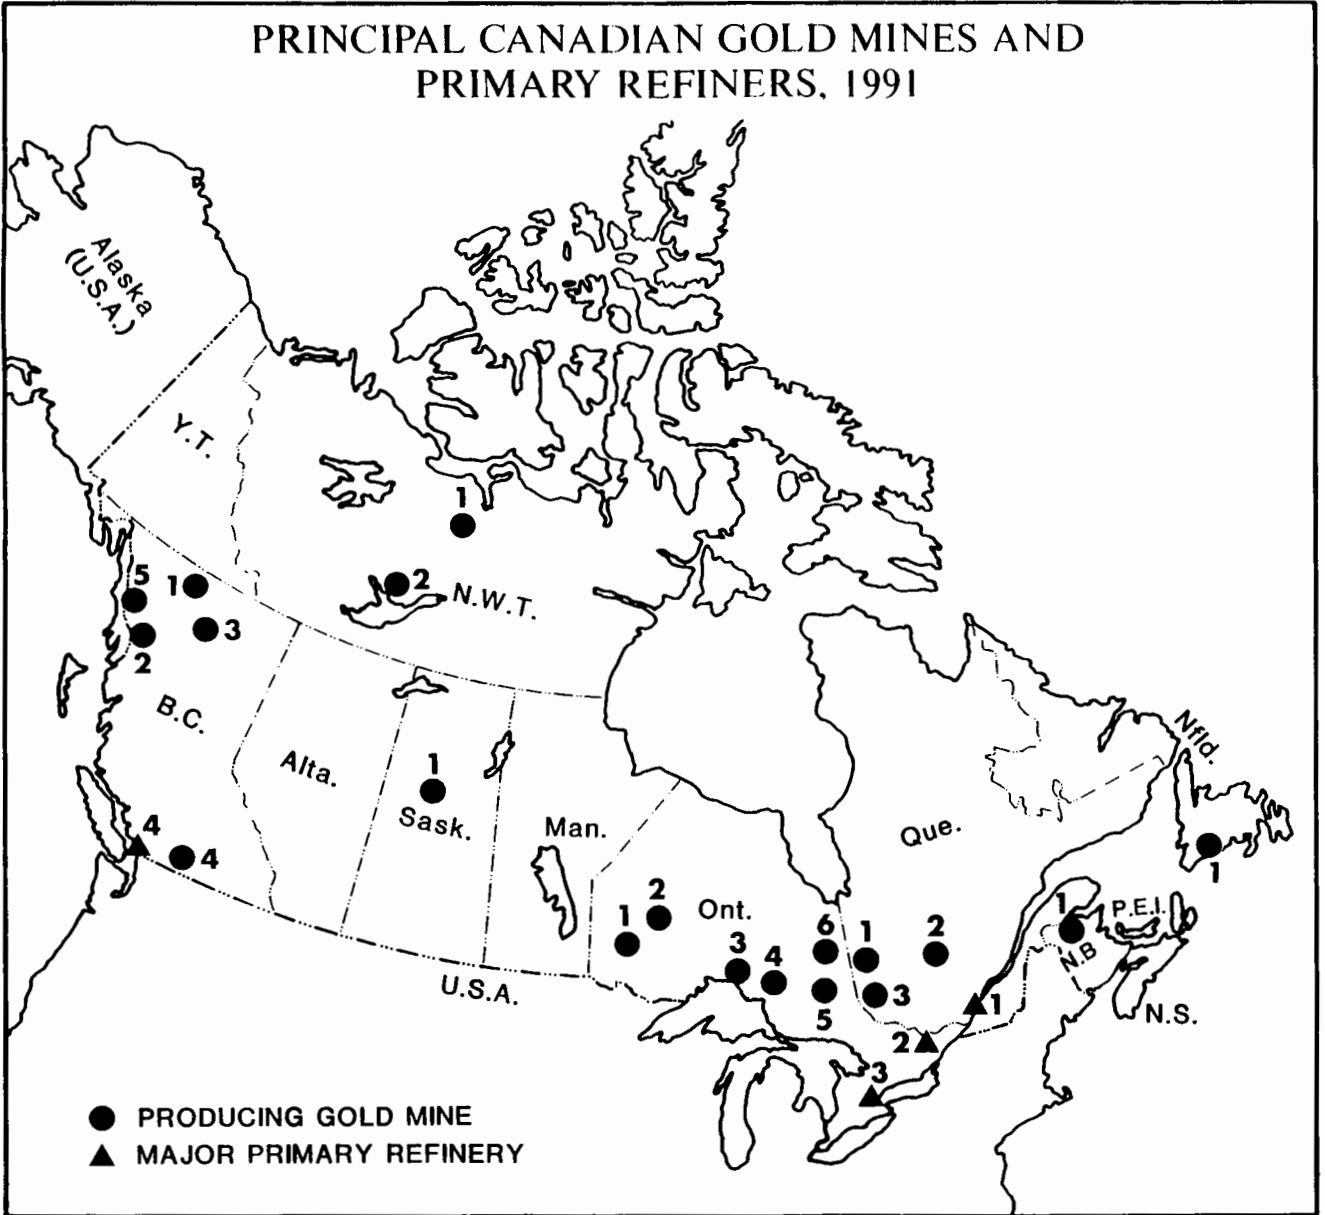 PRINCIPAL CANADIAN GOLD MINES AND
PRIMARY REFINERS, 1991
Alaska
(U.S.A.)
Y.T.
1
2
N.W.T.
5
1
3
2
B.C.
Alta.
1
Sask.
Man.
Que.
Nfld.
4
4
1
2
1
Ont.
3
4
6
5
1
2
3
1
P.E.I.
N.B
N.S.
1
U.S.A.
1
2
3
PRODUCING GOLD MINE
MAJOR PRIMARY REFINERY